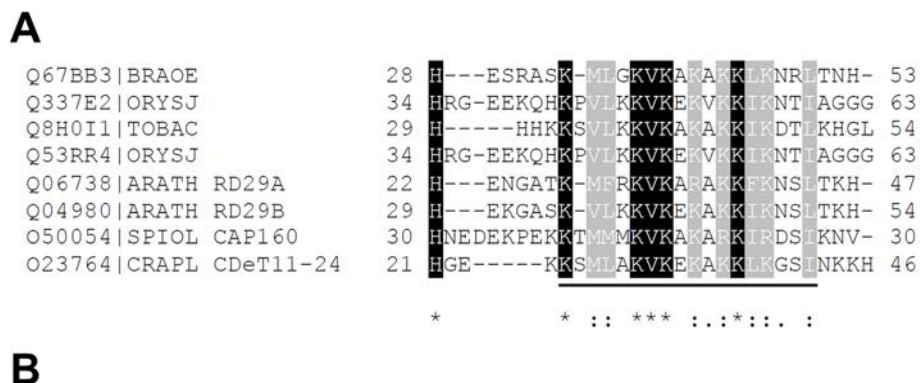 A
Q67BB3|BRAOE 28 H---ESRASK-MLGKVKAKAKKLKNRLTNH- 53
Q337E2|ORYSJ 34 HRG-EEKQHKPVLKKVKEKVKKIKNTIAGGG 63
Q8H0I1|TOBAC 29 H-----HHKKSVLKKVKAKAKKIKDTLKHGL 54
Q53RR4|ORYSJ 34 HRG-EEKQHKPVLKKVKEKVKKIKNTIAGGG 63
Q06738|ARATH RD29A 22 H---ENGATK-MFRKVKARAKKFKNSLTKH- 47
Q04980|ARATH RD29B 29 H---EKGASK-VLKKVKEKAKKIKNSLTKH- 54
O50054|SPIOL CAP160 30 HNEDEKPEKKTMMMKVKAKARKIRDSIKNV- 30
O23764|CRAPL CDeT11-24 21 HGE-----KKSMLAKVKEKAKKLKGSINKKH 46
* * :: *** :.:*::. :
B